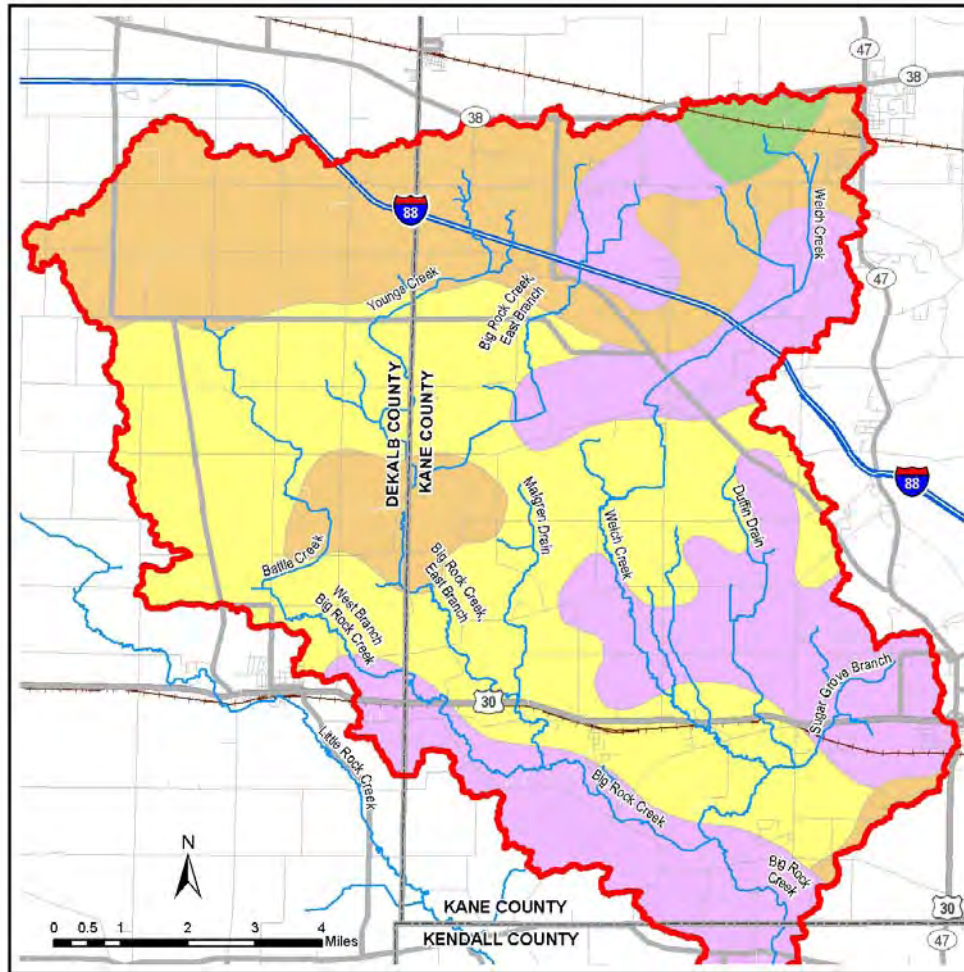 47
38
38
88
Welch Creek
47
Younga Creek
Big Rock Creek,
East Branch
DEKALB COUNTY
KANE COUNTY
88
Malgren Drain
Welch Creek
Duffin Drain
Battle Creek
Big Rock Creek,
East Branch
West Branch
Big Rock Creek
Sugar Grove Branch
30
Little Rock Creek
Big Rock Creek
Big Rock
Creek
N
KANE COUNTY
30
KENDALL COUNTY
47
0 0.5 1 2 3 4
Miles